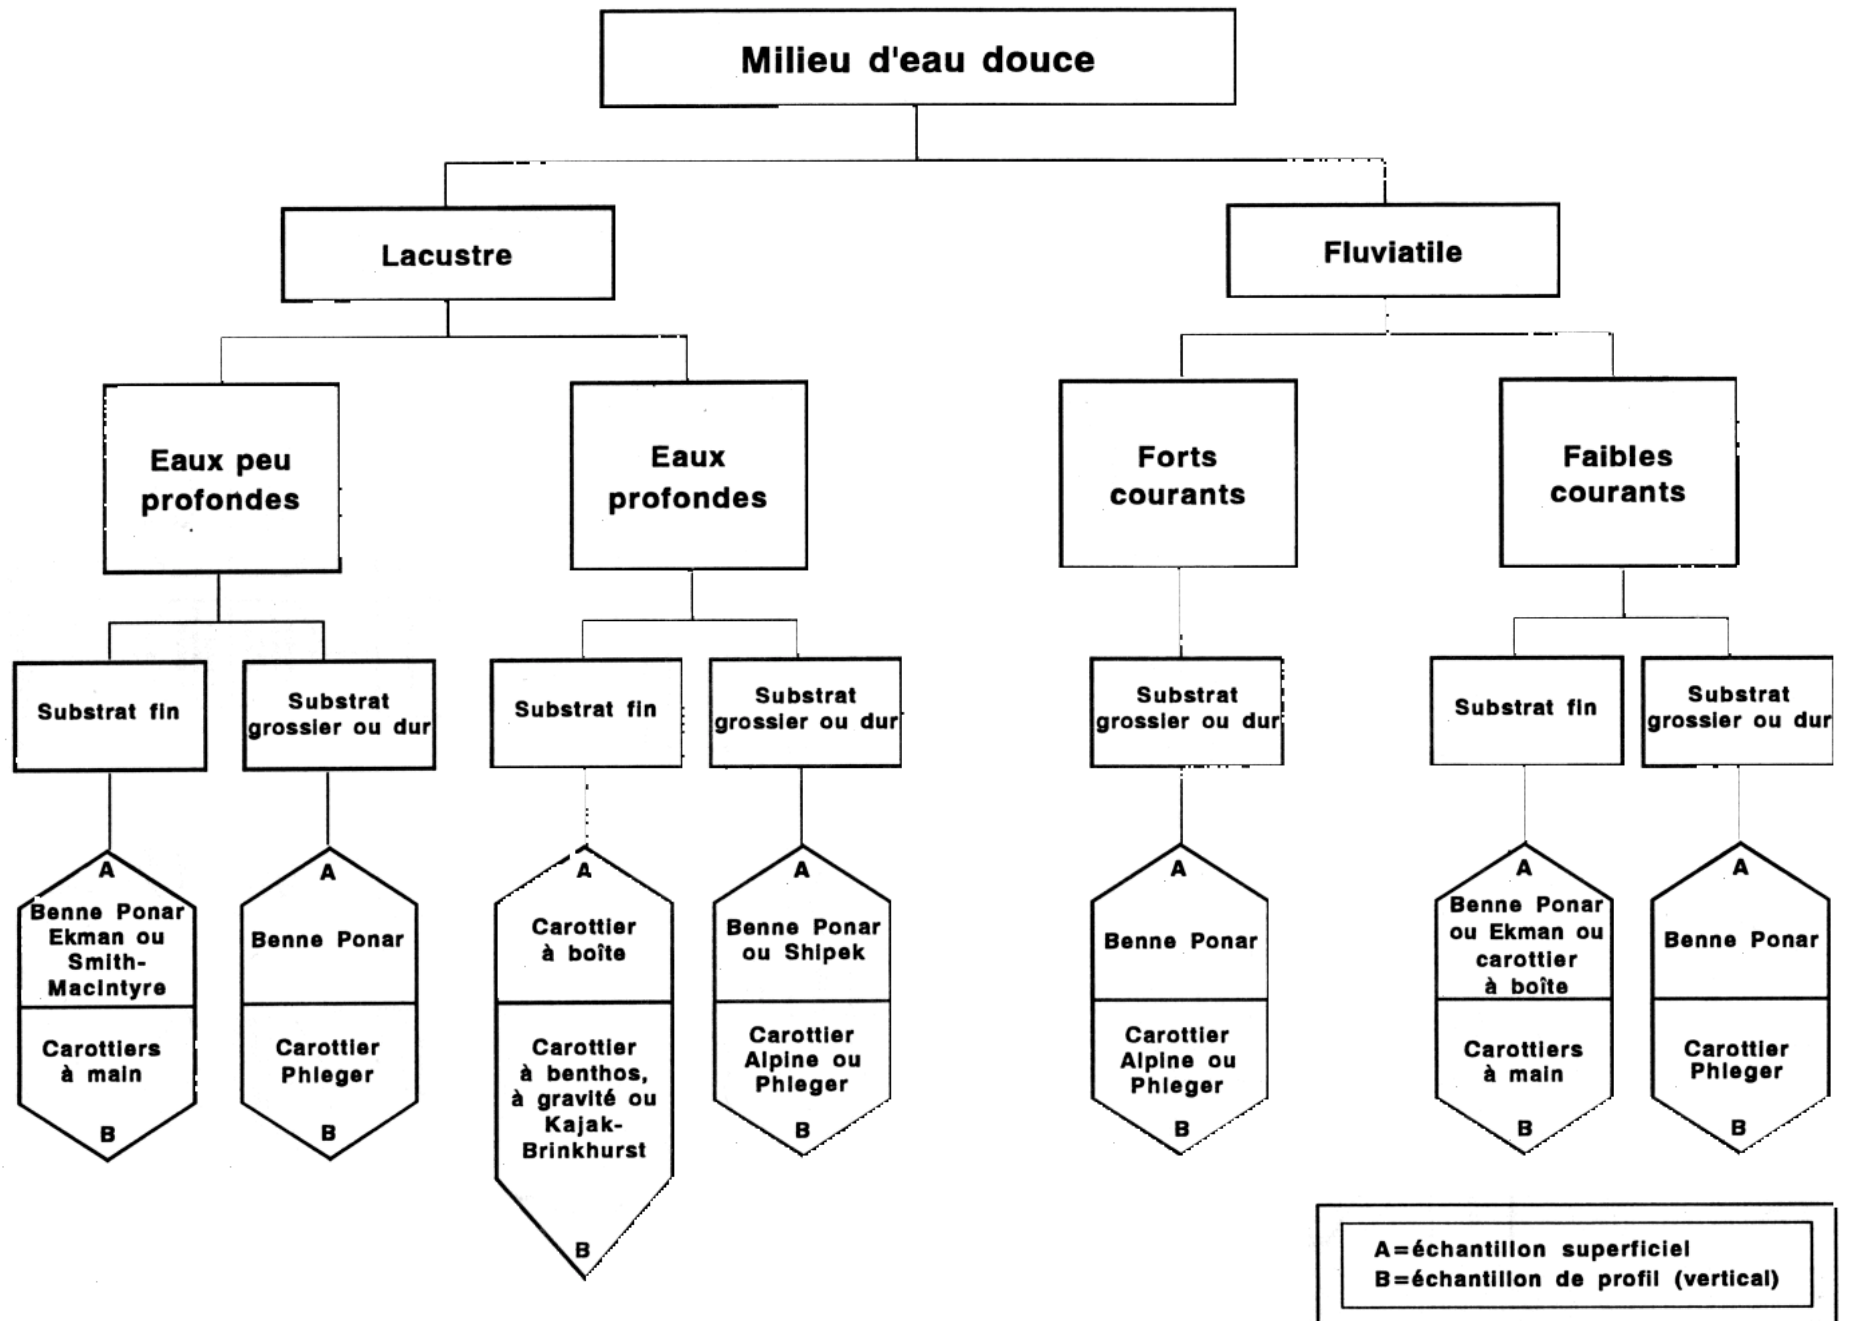 Milieu d'eau douce
Lacustre
Fluviatile
Eaux peu
profondes
Eaux
profondes
Forts
courants
Faibles
courants
Substrat fin
Substrat
grossier ou dur
Substrat fin
Substrat
grossier ou dur
Substrat
grossier ou dur
Substrat fin
Substrat
grossier ou dur
A
Benne Ponar
Ekman ou
Smith-
MacIntyre
Carottiers
à main
B
A
Benne Ponar
Carottier
Phleger
B
A
Carottier
à boîte
Carottier
à benthos,
à gravité ou
Kajak-
Brinkhurst
B
A
Benne Ponar
ou Shipek
Carottier
Alpine ou
Phleger
B
A
Benne Ponar
Carottier
Alpine ou
Phleger
B
A
Benne Ponar
ou Ekman ou
carottier
à boîte
Carottiers
à main
B
A
Benne Ponar
Carottier
Phleger
B
A=échantillon superficiel
B=échantillon de profil (vertical)